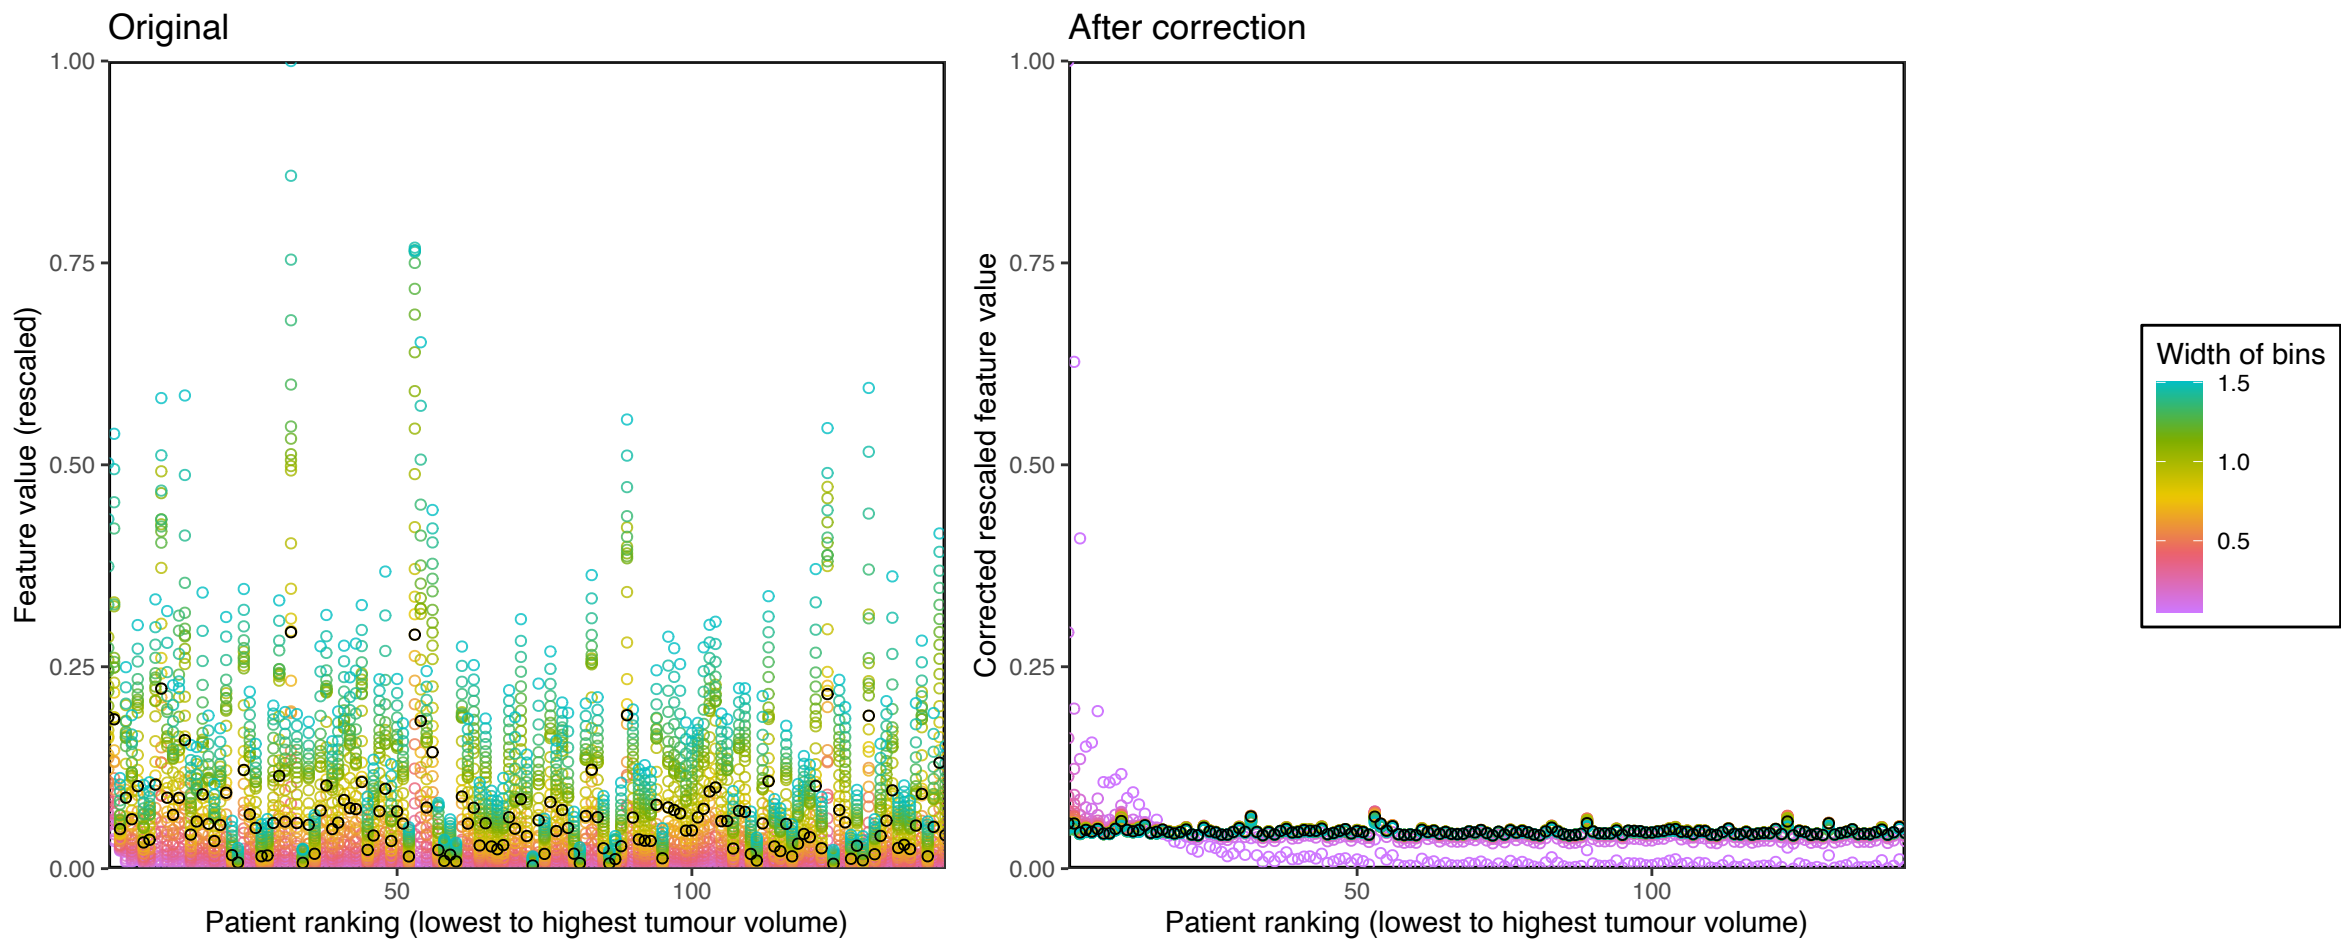 Original
After correction
1.00
0.75
0.50
0.25
0.00
Feature value (rescaled)
50
100
Patient ranking (lowest to highest tumour volume)
1.00
0.75
0.50
0.25
0.00
Corrected rescaled feature value
50
100
Patient ranking (lowest to highest tumour volume)
Width of bins
1.5
1.0
0.5